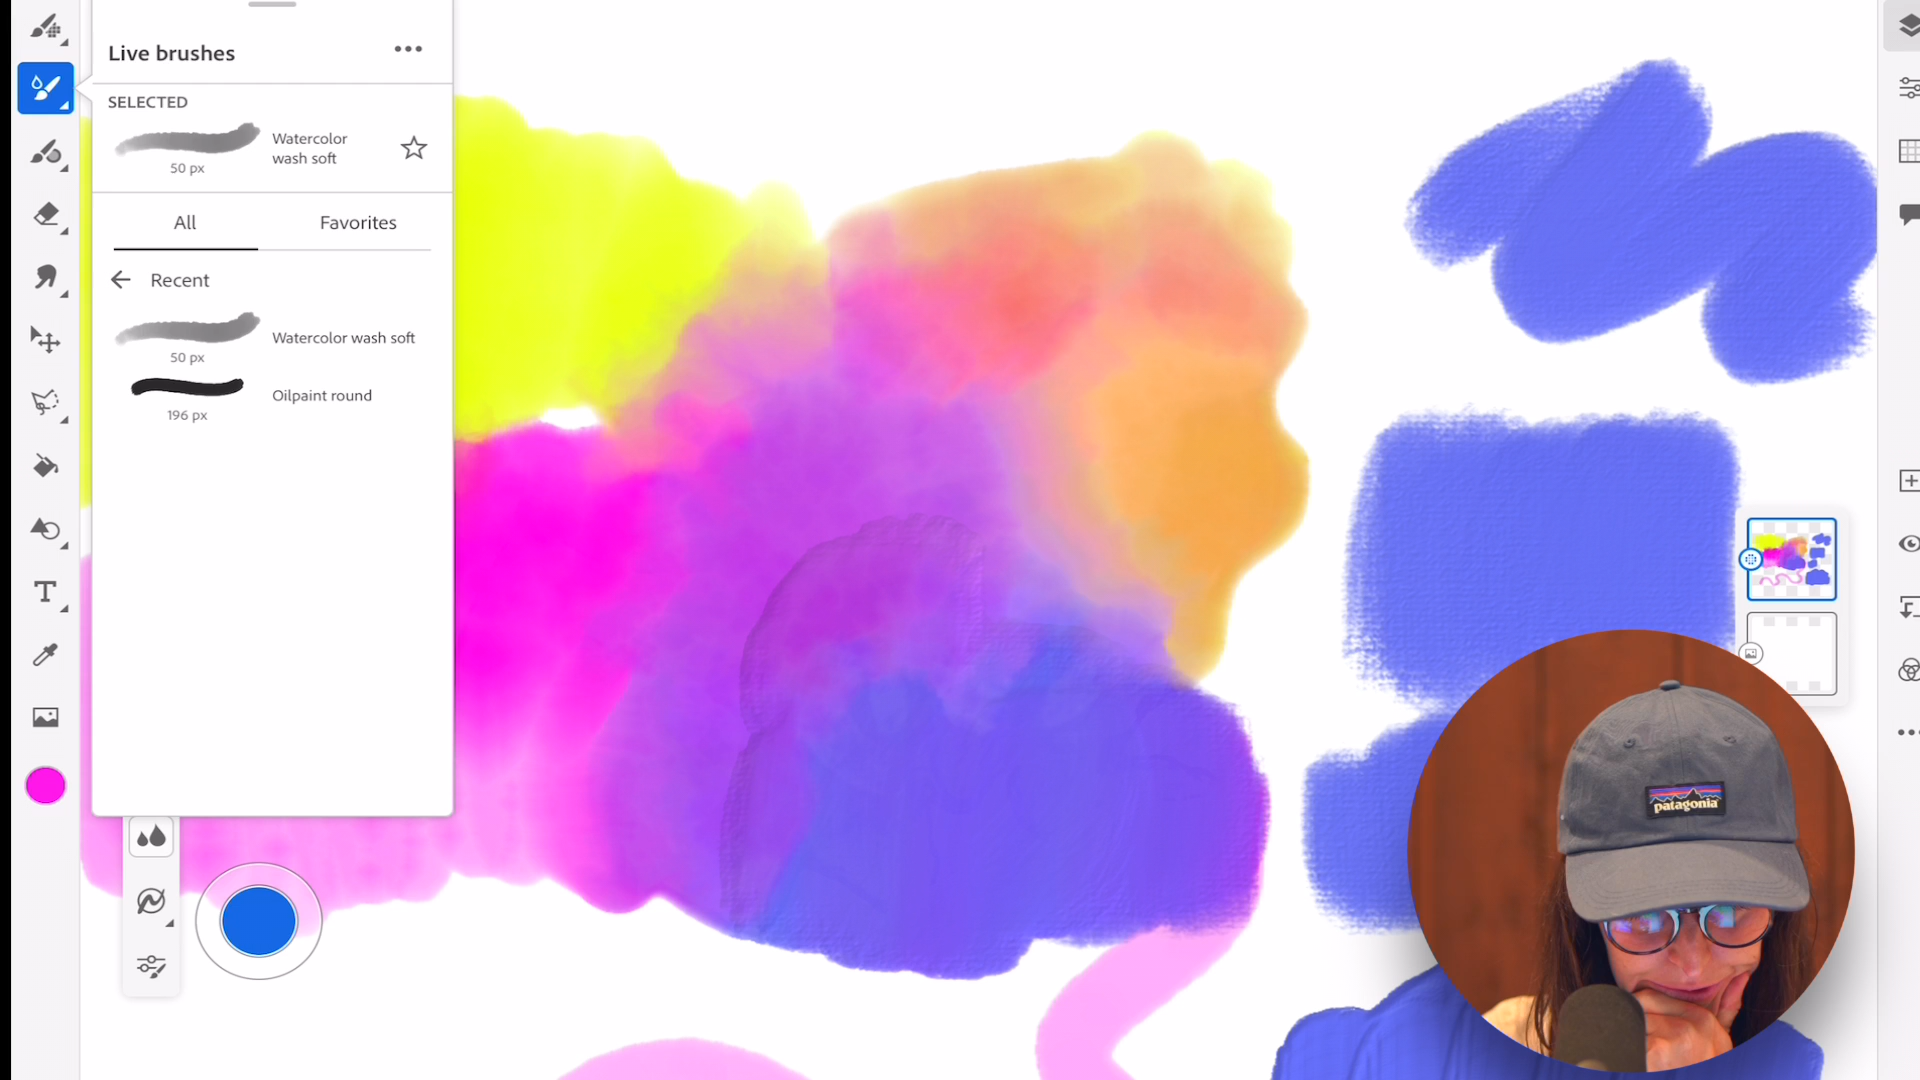 Live brushes
SELECTED
Watercolor
wash soft
50 px
All
Favorites
Recent
Watercolor wash soft
50 px
Oilpaint round
196 px
T
patagonia